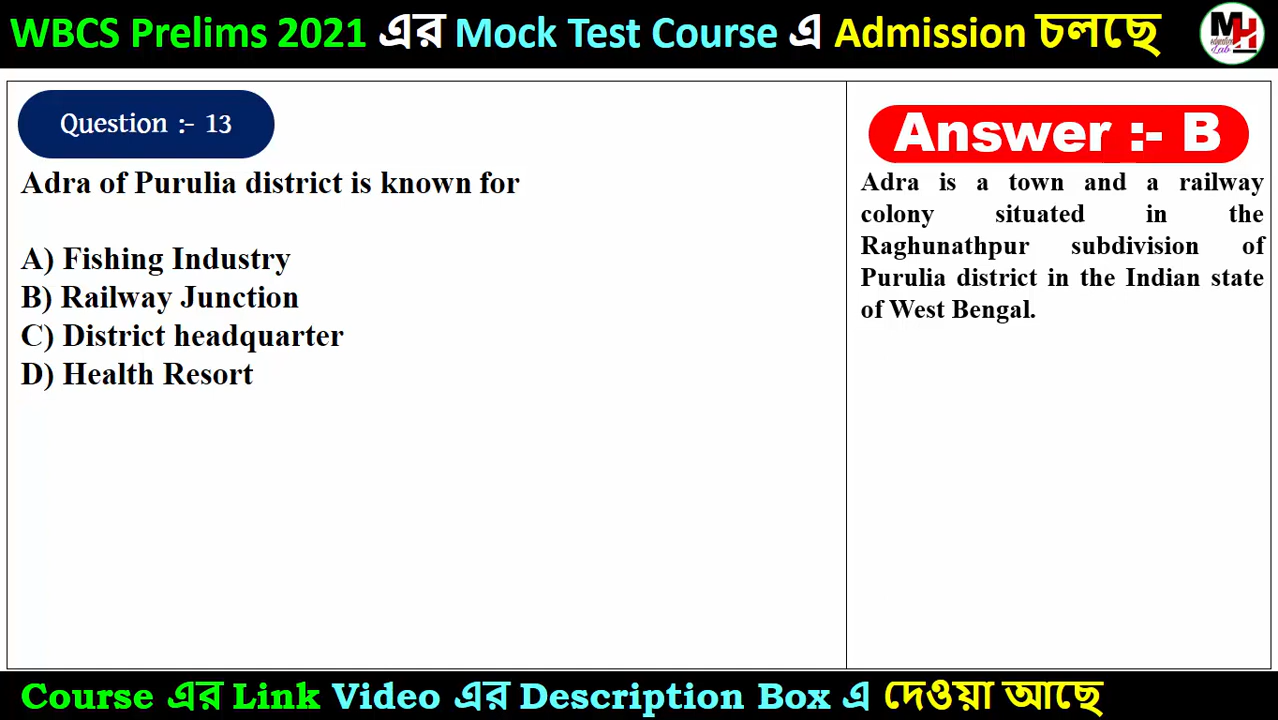 WBCS Prelims 2021 এর Mock Test Course এ Admission চলছে
MH
education
Lab
Question :- 13
Adra of Purulia district is known for
A) Fishing Industry
B) Railway Junction
C) District headquarter
D) Health Resort
Answer :- B
Adra is a town and a railway
colony situated in the
Raghunathpur subdivision of
Purulia district in the Indian state
of West Bengal.
Course এর Link Video এর Description Box এ দেওয়া আছে